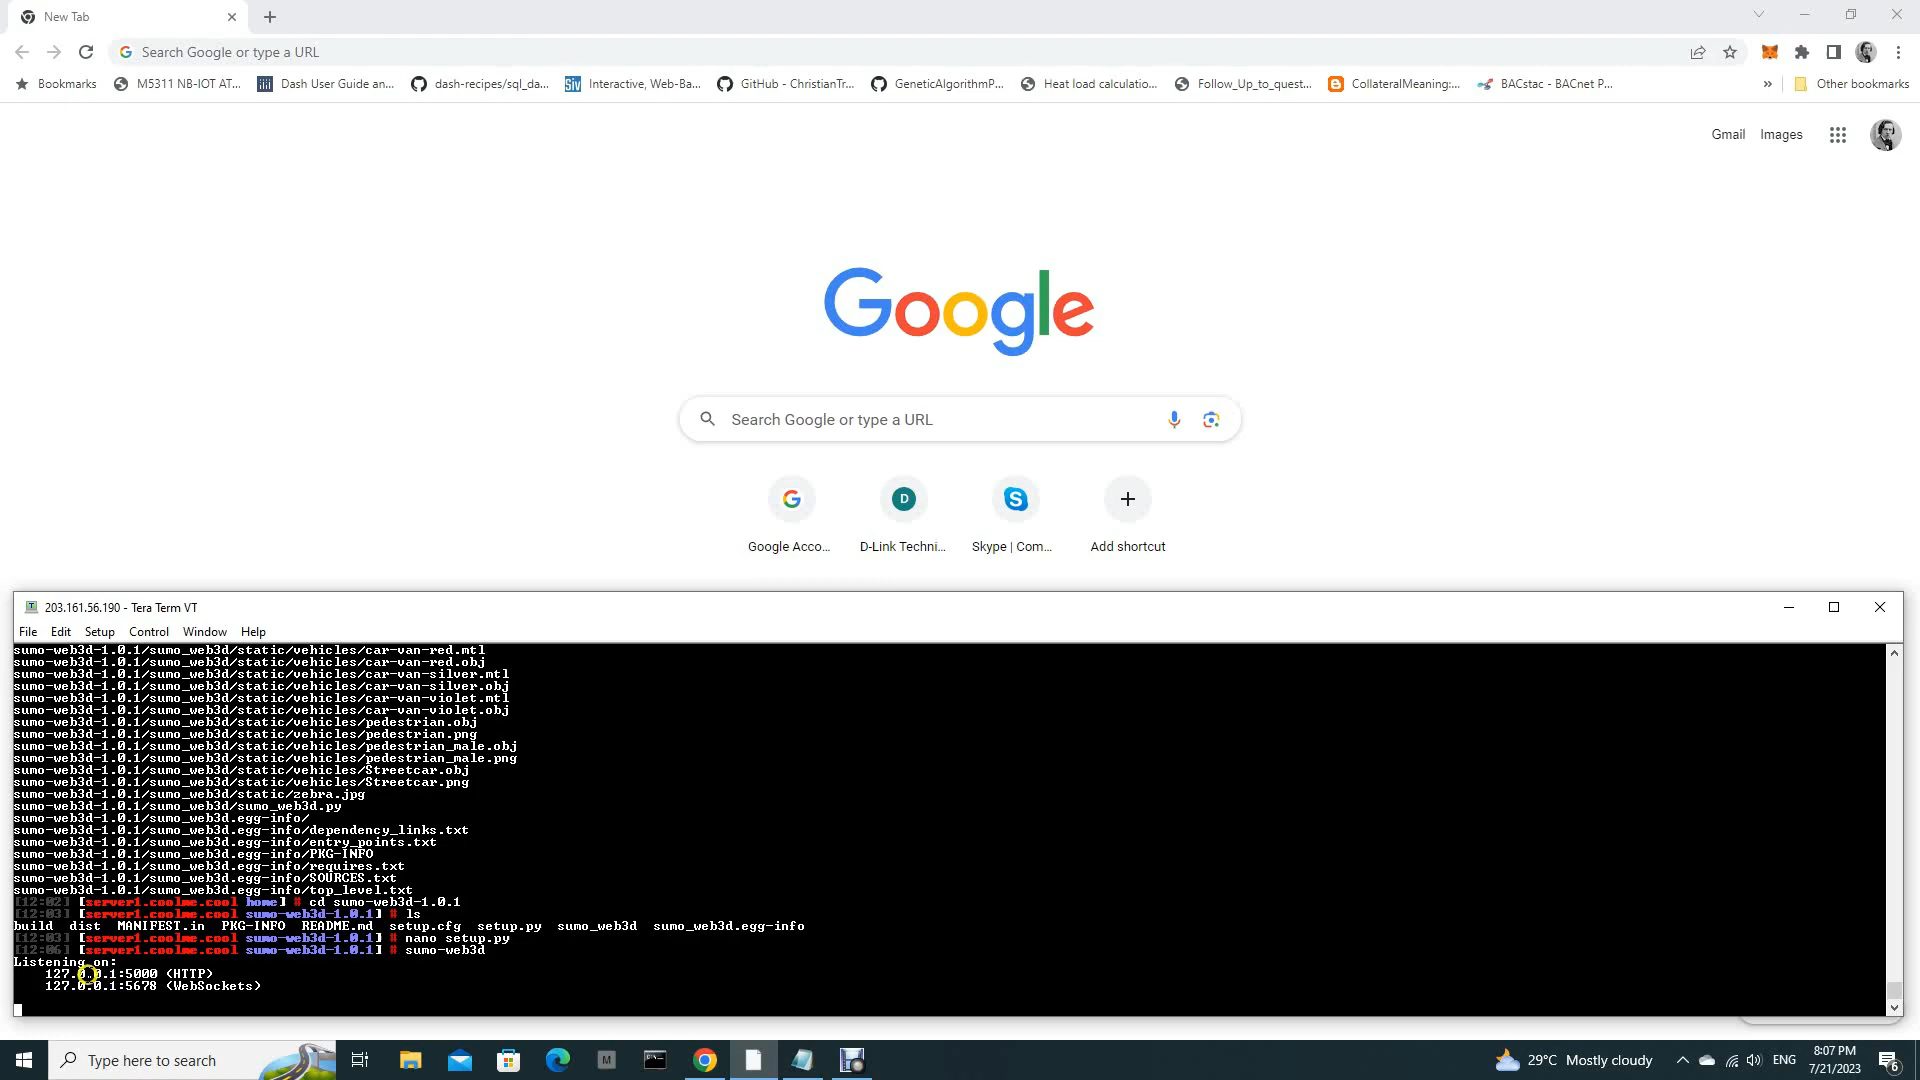 New Tab
Search Google or type a URL
Bookmarks
M5311 NB-IOT AT...
Dash User Guide an...
dash-recipes/sql_da...
Siv
Interactive, Web-Ba...
GitHub - ChristianTr...
GeneticAlgorithmP...
Heat load calculatio...
Follow_Up_to_quest...
CollateralMeaning:...
BACstac - BACnet P...
»
Other bookmarks
Gmail
Images
Google
Search Google or type a URL
D
Google Acco...
D-Link Techni...
Skype | Com...
Add shortcut
203.161.56.190 - Tera Term VT
File Edit Setup Control Window Help
sumo-web3d-1.0.1/sumo_web3d/static/vehicles/car-van-red.mtl
sumo-web3d-1.0.1/sumo_web3d/static/vehicles/car-van-red.obj
sumo-web3d-1.0.1/sumo_web3d/static/vehicles/car-van-silver.mtl
sumo-web3d-1.0.1/sumo_web3d/static/vehicles/car-van-silver.obj
sumo-web3d-1.0.1/sumo_web3d/static/vehicles/car-van-violet.mtl
sumo-web3d-1.0.1/sumo_web3d/static/vehicles/car-van-violet.obj
sumo-web3d-1.0.1/sumo_web3d/static/vehicles/pedestrian.obj
sumo-web3d-1.0.1/sumo_web3d/static/vehicles/pedestrian.png
sumo-web3d-1.0.1/sumo_web3d/static/vehicles/pedestrian_male.obj
sumo-web3d-1.0.1/sumo_web3d/static/vehicles/pedestrian_male.png
sumo-web3d-1.0.1/sumo_web3d/static/vehicles/Streetcar.obj
sumo-web3d-1.0.1/sumo_web3d/static/vehicles/Streetcar.png
sumo-web3d-1.0.1/sumo_web3d/static/zebra.jpg
sumo-web3d-1.0.1/sumo_web3d/sumo_web3d.py
sumo-web3d-1.0.1/sumo_web3d.egg-info/
sumo-web3d-1.0.1/sumo_web3d.egg-info/dependency_links.txt
sumo-web3d-1.0.1/sumo_web3d.egg-info/entry_points.txt
sumo-web3d-1.0.1/sumo_web3d.egg-info/PKG-INFO
sumo-web3d-1.0.1/sumo_web3d.egg-info/requires.txt
sumo-web3d-1.0.1/sumo_web3d.egg-info/SOURCES.txt
sumo-web3d-1.0.1/sumo_web3d.egg-info/top_level.txt
[12:02] [server1.coolme.cool home] # cd sumo-web3d-1.0.1
[12:03] [server1.coolme.cool sumo-web3d-1.0.1] # ls
build dist MANIFEST.in PKG-INFO README.md setup.cfg setup.py sumo_web3d sumo_web3d.egg-info
[12:03] [server1.coolme.cool sumo-web3d-1.0.1] # nano setup.py
[12:06] [server1.coolme.cool sumo-web3d-1.0.1] # sumo-web3d
Listening on:
127.0.0.1:5000 (HTTP)
127.0.0.1:5678 (WebSockets)
Type here to search
M
29°C Mostly cloudy
ENG
8:07 PM
7/21/2023
6